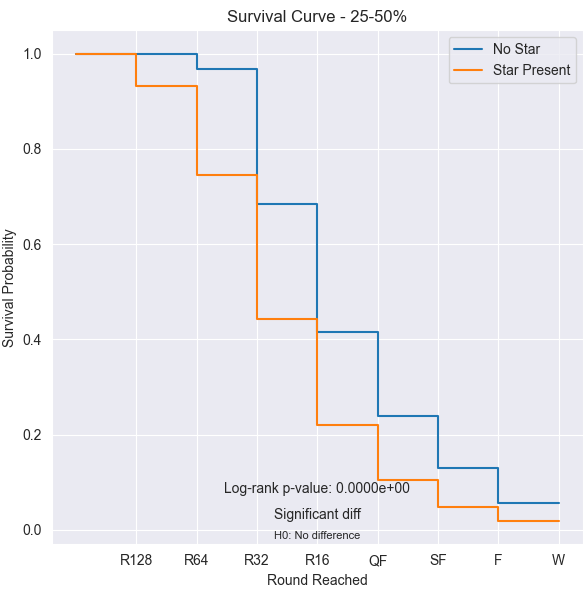 Survival Curve - 25-50%
No Star
Star Present
Survival Probability
1.0
0.8
0.6
0.4
0.2
0.0
Log-rank p-value: 0.0000e+00
Significant diff
H0: No difference
R128 R64 R32 R16 QF SF F W
Round Reached